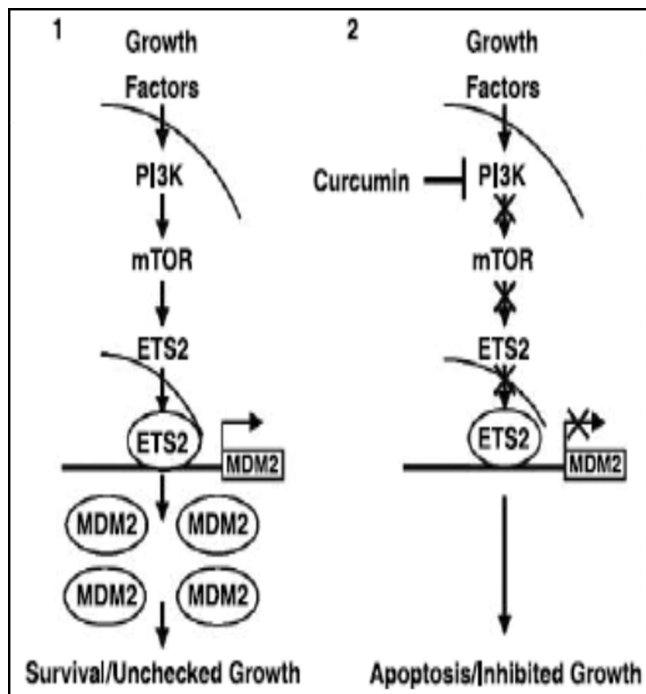 1
Growth
Factors
PI3K
mTOR
ETS2
ETS2
MDM2
MDM2 MDM2
MDM2 MDM2
Survival/Unchecked Growth
2
Growth
Factors
Curcumin PI3K
mTOR
ETS2
ETS2
MDM2
Apoptosis/Inhibited Growth